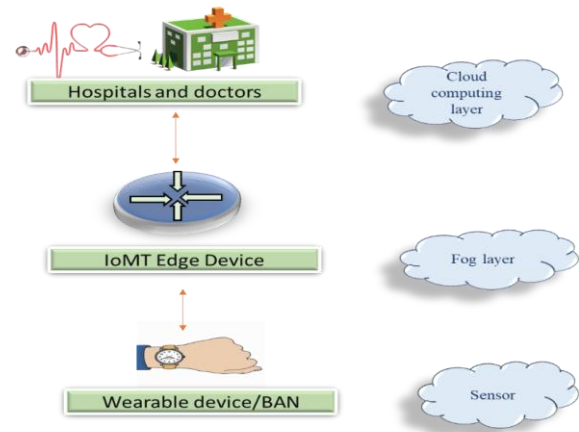 Hospitals and doctors
Cloud
computing
layer
IoMT Edge Device
Fog layer
Wearable device/BAN
Sensor